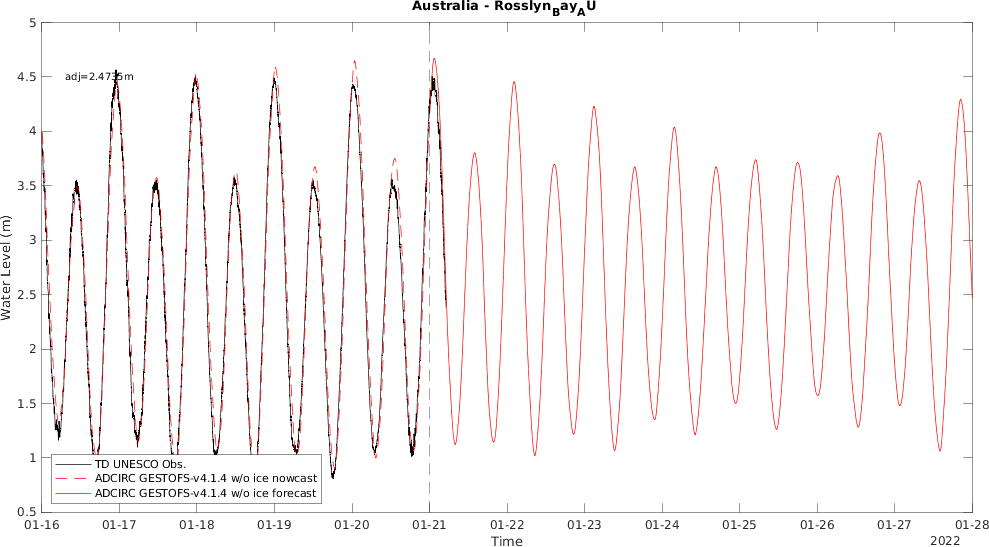 Australia - RosslynBayAU
5
4.5
4
3.5
3
2.5
2
1.5
1
0.5
Water Level (m)
adj=2.4735m
TD UNESCO Obs.
ADCIRC GESTOFS-v4.1.4 w/o ice nowcast
ADCIRC GESTOFS-v4.1.4 w/o ice forecast
01-16 01-17 01-18 01-19 01-20 01-21 01-22 01-23 01-24 01-25 01-26 01-27 01-28
Time
2022